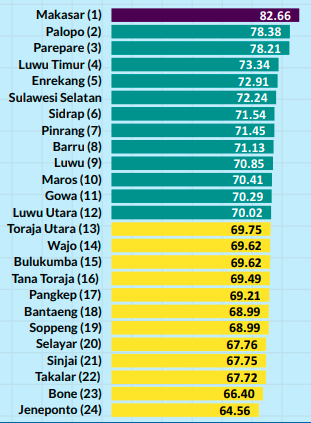 Makasar (1) 82.66
Palopo (2) 78.38
Parepare (3) 78.21
Luwu Timur (4) 73.34
Enrekang (5) 72.91
Sulawesi Selatan 72.24
Sidrap (6) 71.54
Pinrang (7) 71.45
Barru (8) 71.13
Luwu (9) 70.85
Maros (10) 70.41
Gowa (11) 70.29
Luwu Utara (12) 70.02
Toraja Utara (13) 69.75
Wajo (14) 69.62
Bulukumba (15) 69.62
Tana Toraja (16) 69.49
Pangkep (17) 69.21
Bantaeng (18) 68.99
Soppeng (19) 68.99
Selayar (20) 67.76
Sinjai (21) 67.75
Takalar (22) 67.72
Bone (23) 66.40
Jeneponto (24) 64.56